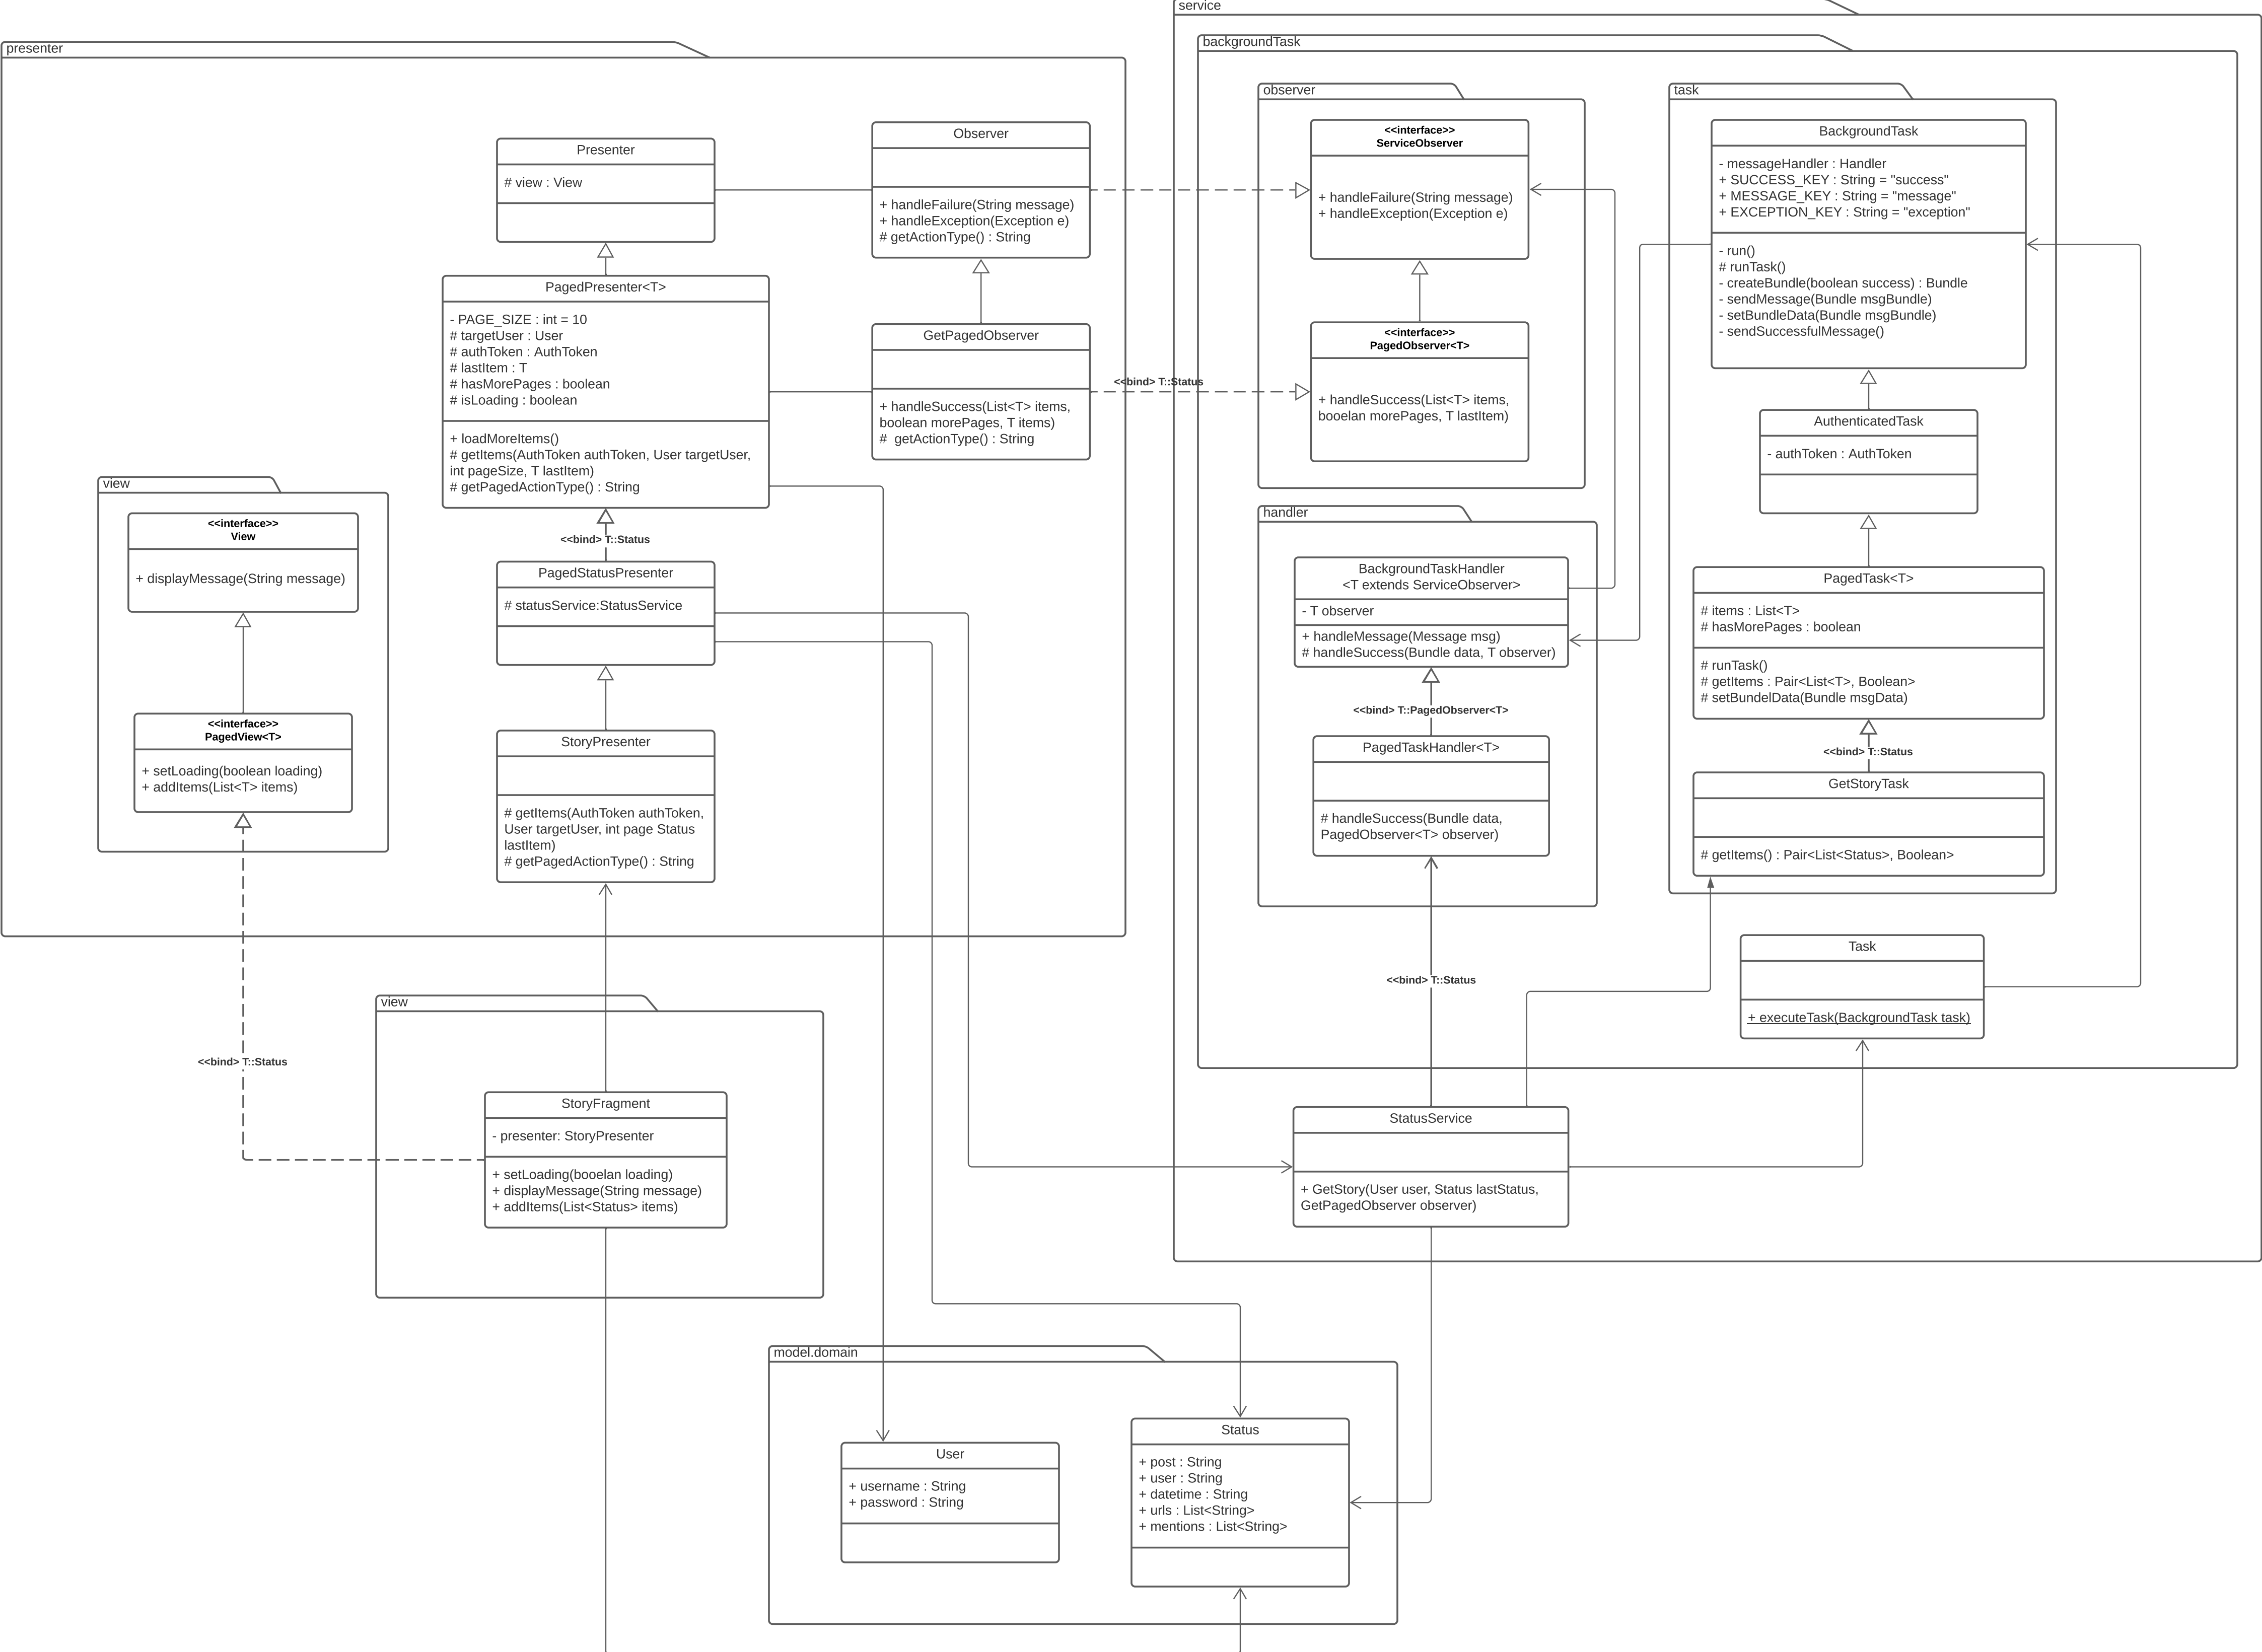 service
presenter
backgroundTask
observer
task
Presenter
# view : View
Observer
+ handleFailure(String message)
+ handleException(Exception e)
# getActionType() : String
<<interface>>
ServiceObserver
+ handleFailure(String message)
+ handleException(Exception e)
BackgroundTask
- messageHandler : Handler
+ SUCCESS_KEY : String = "success"
+ MESSAGE_KEY : String = "message"
+ EXCEPTION_KEY : String = "exception"
- run()
# runTask()
- createBundle(boolean success) : Bundle
- sendMessage(Bundle msgBundle)
- setBundleData(Bundle msgBundle)
- sendSuccessfulMessage()
PagedPresenter<T>
- PAGE_SIZE : int = 10
# targetUser : User
# authToken : AuthToken
# lastItem : T
# hasMorePages : boolean
# isLoading : boolean
+ loadMoreItems()
# getItems(AuthToken authToken, User targetUser,
int pageSize, T lastItem)
# getPagedActionType() : String
GetPagedObserver
+ handleSuccess(List<T> items,
boolean morePages, T items)
#  getActionType() : String
<<bind> T::Status
<<interface>>
PagedObserver<T>
+ handleSuccess(List<T> items,
booelan morePages, T lastItem)
AuthenticatedTask
- authToken : AuthToken
view
<<interface>>
View
+ displayMessage(String message)
<<interface>>
PagedView<T>
+ setLoading(boolean loading)
+ addItems(List<T> items)
<<bind> T::Status
PagedStatusPresenter
# statusService:StatusService
StoryPresenter
# getItems(AuthToken authToken,
User targetUser, int page Status
lastItem)
# getPagedActionType() : String
handler
BackgroundTaskHandler
<T extends ServiceObserver>
- T observer
+ handleMessage(Message msg)
# handleSuccess(Bundle data, T observer)
<<bind> T::PagedObserver<T>
PagedTaskHandler<T>
# handleSuccess(Bundle data,
PagedObserver<T> observer)
PagedTask<T>
# items : List<T>
# hasMorePages : boolean
# runTask()
# getItems : Pair<List<T>, Boolean>
# setBundelData(Bundle msgData)
<<bind> T::Status
GetStoryTask
# getItems() : Pair<List<Status>, Boolean>
Task
+ executeTask(BackgroundTask task)
<<bind> T::Status
view
<<bind> T::Status
StoryFragment
- presenter: StoryPresenter
+ setLoading(booelan loading)
+ displayMessage(String message)
+ addItems(List<Status> items)
StatusService
+ GetStory(User user, Status lastStatus,
GetPagedObserver observer)
model.domain
User
+ username : String
+ password : String
Status
+ post : String
+ user : String
+ datetime : String
+ urls : List<String>
+ mentions : List<String>